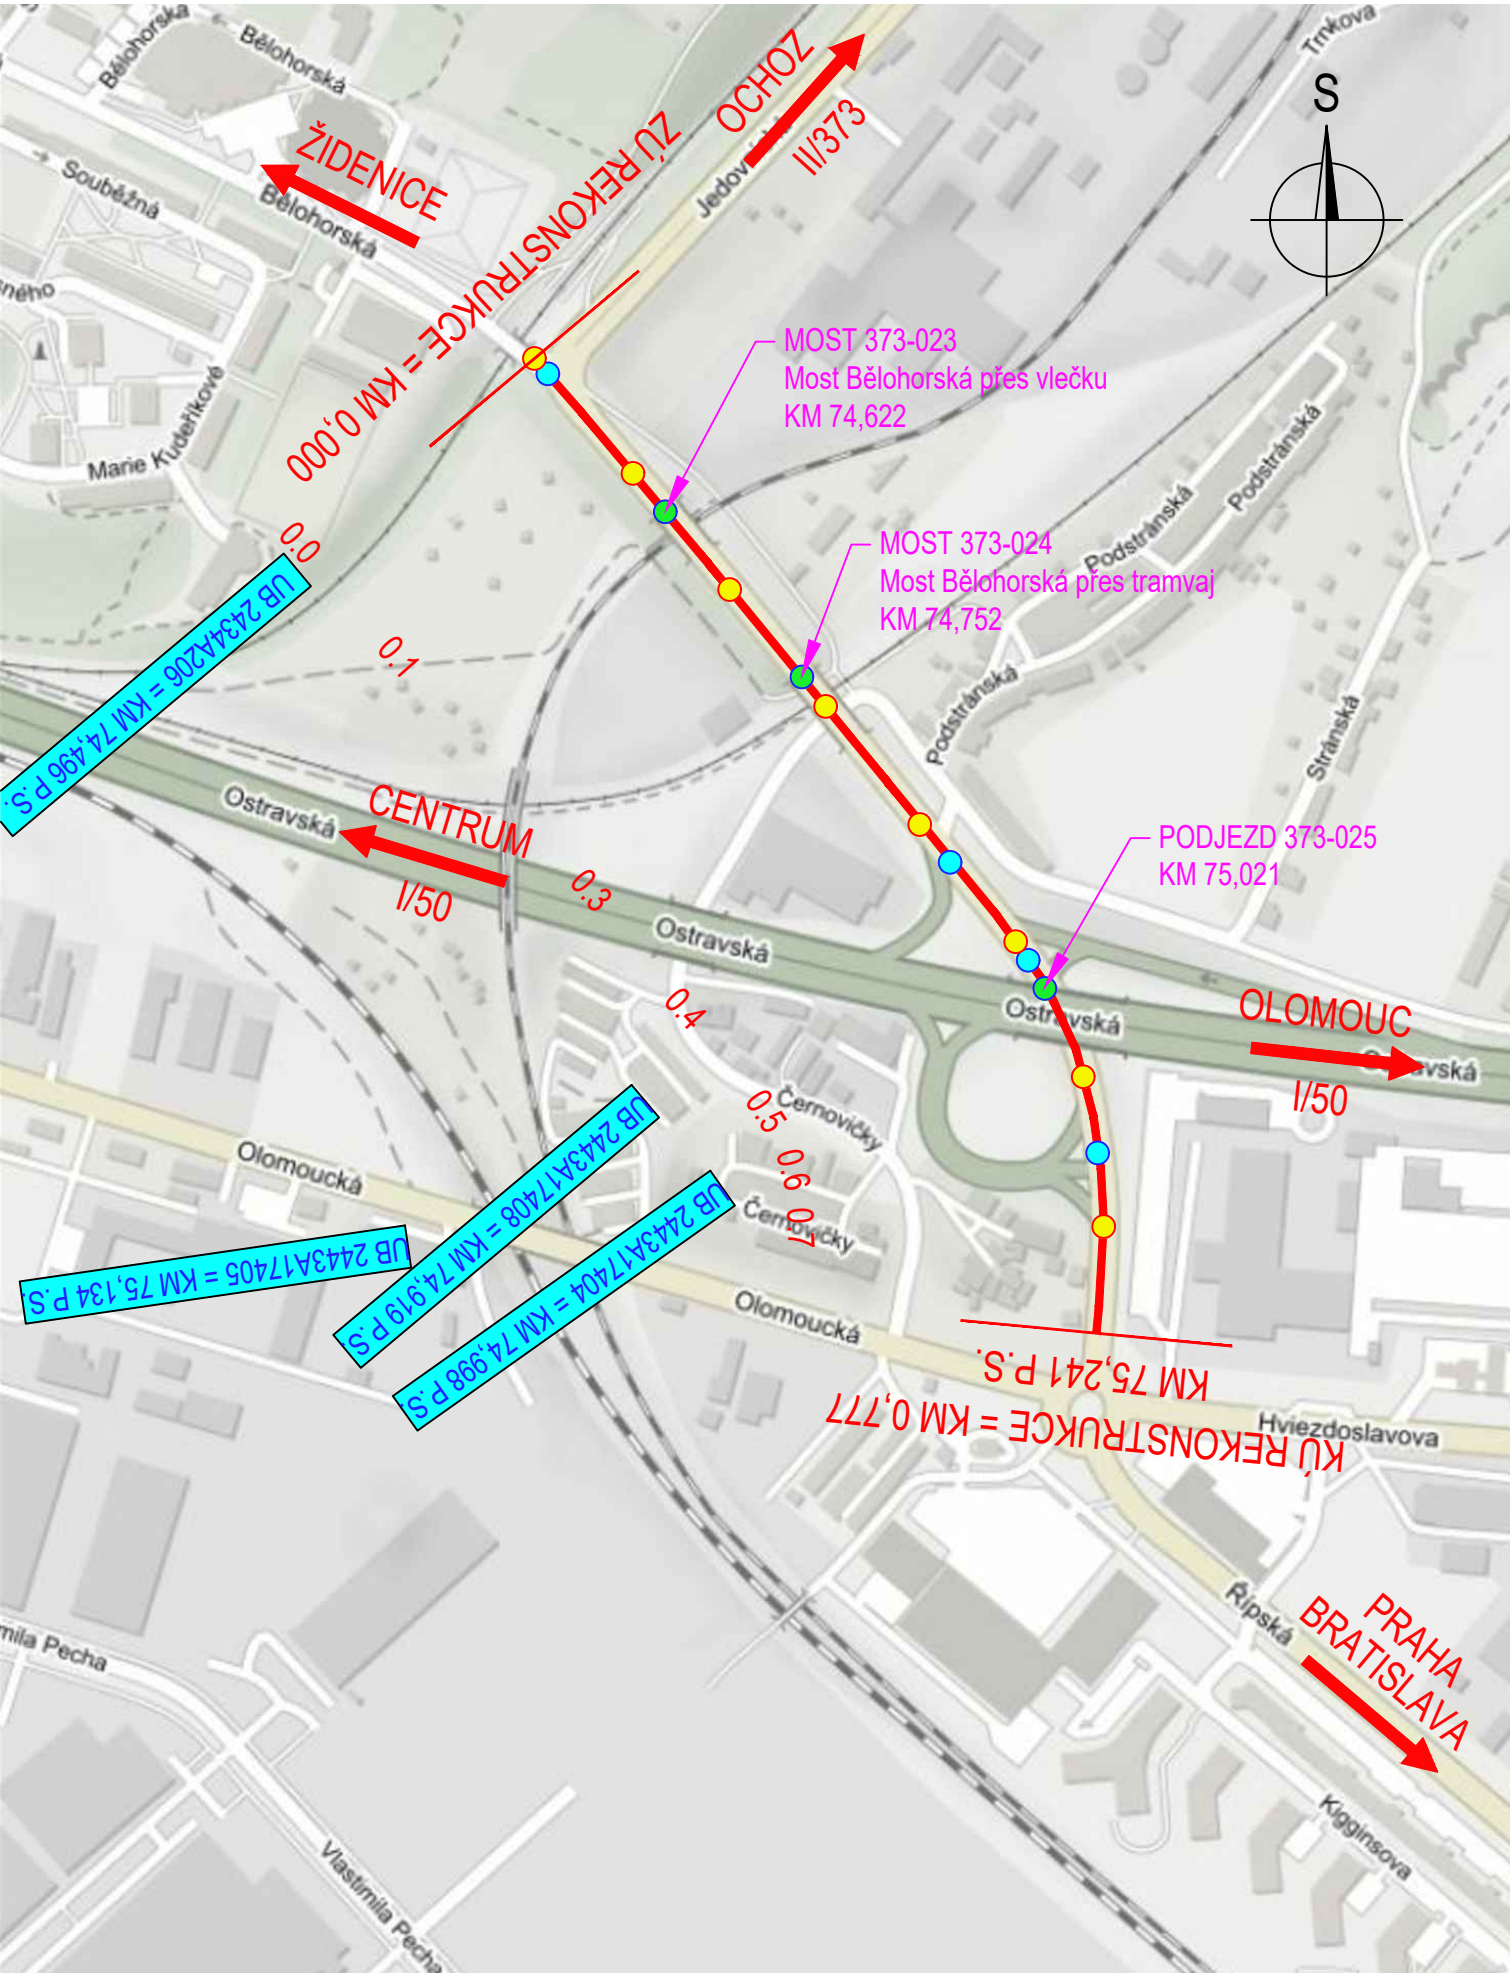 Bělohorská
Bělohorská
Trnkova
S
OCHOZ
II/373
Jedov
ŽIDENICE
Souběžná
Bělohorská
ZÚ REKONSTRUKCE = KM 0,000
MOST 373-023
Most Bělohorská přes vlečku
KM 74,622
Marie Kudeříkové
MOST 373-024
Most Bělohorská přes tramvaj
KM 74,752
Podstránská
Podstránská
Podstránská
Stránská
0.0
UB 2434A206 = KM 74,496 P.S.
0.1
Ostravská
CENTRUM
I/50
0.3
PODJEZD 373-025
KM 75,021
Ostravská
Ostravská
OLOMOUC
I/50
vská
0.4
0.5
0.6
0.7
Černovičky
Černovičky
Olomoucká
UB 2443A17408 = KM 74,919 P.S.
UB 2443A17404 = KM 74,998 P.S.
UB 2443A17405 = KM 75,134 P.S.
Olomoucká
KM 75,241 P.S.
KÚ REKONSTRUKCE = KM 0,777
Hviezdoslavova
Řípská
PRAHA
BRATISLAVA
mila Pecha
Vlastimila Pecha
Kigginsova